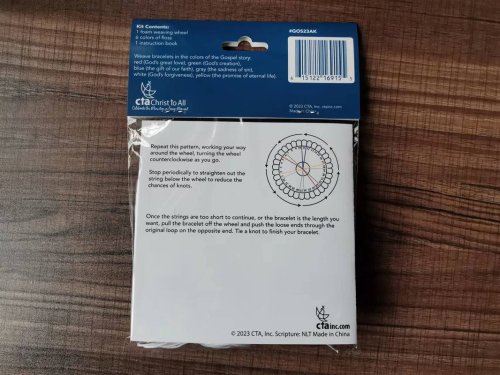 Kit Contents:
1 foam weaving wheel
6 colors of floss
1 instruction book
Weave bracelets in the colors of the Gospel story:
red (God's great love), green (God's creation),
blue (the gift of our faith), gray (the sadness of sin),
white (God's forgiveness), yellow (the promise of eternal life).
cta Christ To All
#GOS23AK
6 15122 16915 5
© 2023 CTA, Inc. ctainc.com
Made in China
Repeat this pattern, working your way
around the wheel, turning the wheel
counterclockwise as you go.
Stop periodically to straighten out the
string below the wheel to reduce the
chances of knots.
Once the strings are too short to continue, or the bracelet is the length you
want, pull the bracelet off the wheel and push the loose ends through the
original loop on the opposite end. Tie a knot to finish your bracelet.
ctainc.com
© 2023 CTA, Inc. Scripture: NLT Made in China